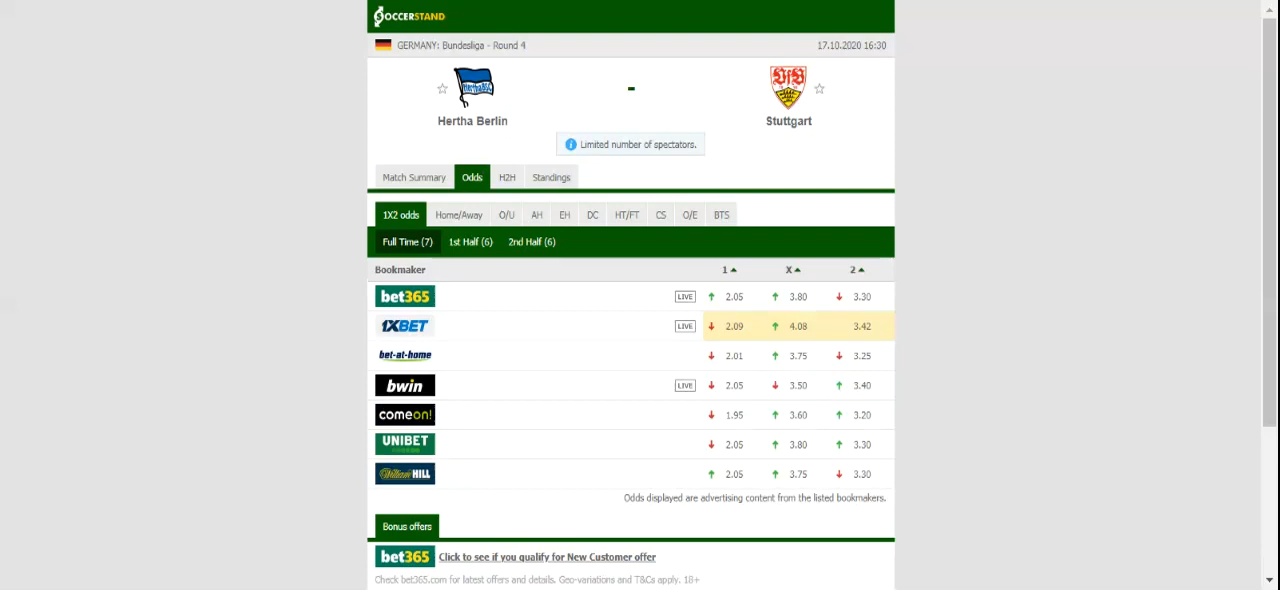 SOCCERSTAND
GERMANY: Bundesliga - Round 4 17.10.2020 16:30
Hertha BSC VfB
-
Hertha Berlin Stuttgart
Limited number of spectators.
Match Summary Odds H2H Standings
1X2 odds Home/Away O/U AH EH DC HT/FT CS O/E BTS
Full Time (7) 1st Half (6) 2nd Half (6)
Bookmaker 1 X 2
bet365 LIVE 2.05 3.80 3.30
1XBET LIVE 2.09 4.08 3.42
bet-at-home 2.01 3.75 3.25
bwin LIVE 2.05 3.50 3.40
comeon! 1.95 3.60 3.20
UNIBET 2.05 3.80 3.30
William HILL 2.05 3.75 3.30
Odds displayed are advertising content from the listed bookmakers.
Bonus offers
bet365 Click to see if you qualify for New Customer offer
Check bet365.com for latest offers and details. Geo-variations and T&Cs apply. 18+